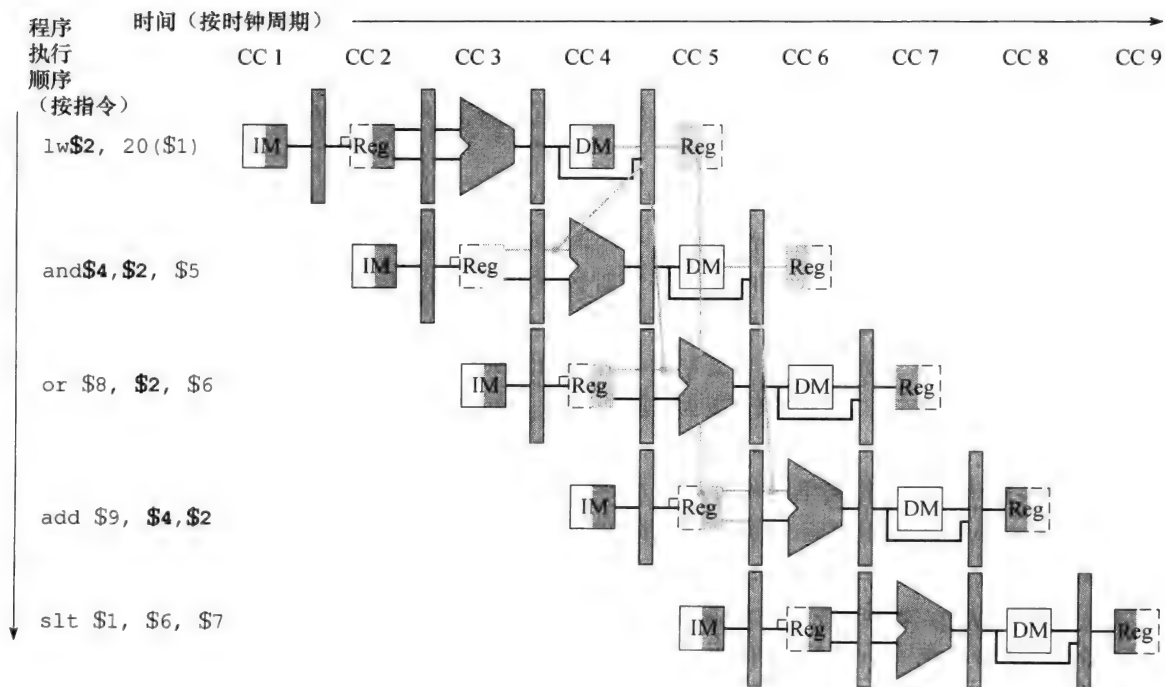 程序
执行
顺序
（按指令）
时间（按时钟周期）
CC 1 CC 2 CC 3 CC 4 CC 5 CC 6 CC 7 CC 8 CC 9
lw$2, 20($1)
IM Reg DM Reg
and$4,$2, $5
IM Reg DM Reg
or $8, $2, $6
IM Reg DM Reg
add $9, $4,$2
IM Reg DM Reg
slt $1, $6, $7
IM Reg DM Reg